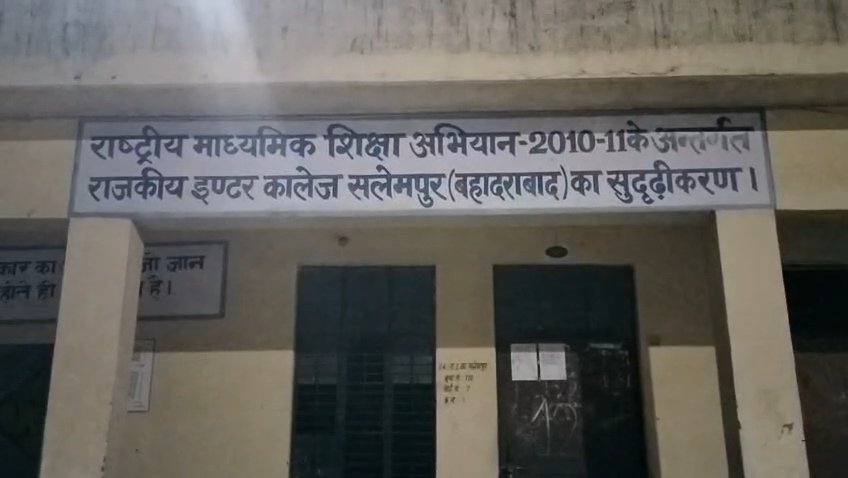 राष्ट्रीय माध्यमिक शिक्षा अभियान-2010-11के अन्तर्गत
राजकीय इण्टर कालेज सलेमपुर (बहादराबाद) का सुदृढ़ीकरण।
कार का
ज्ञान
होते ही
है।